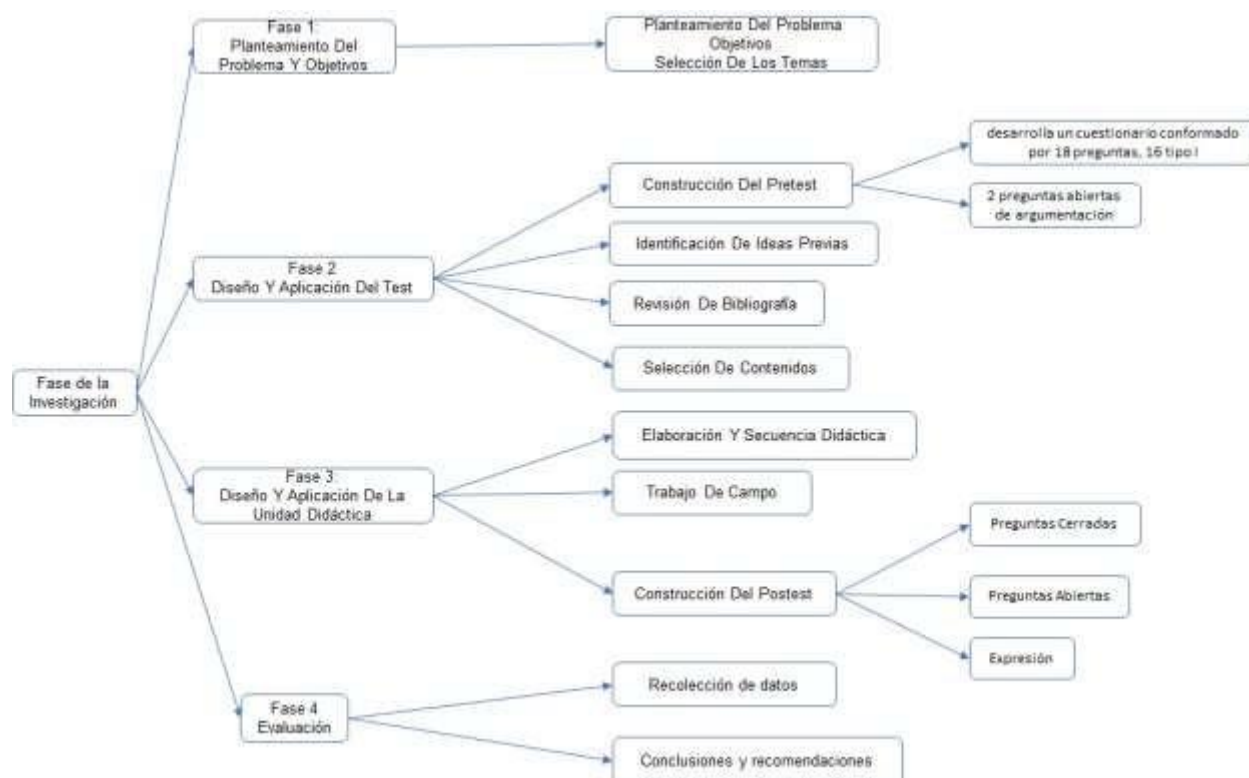 Fase 1:
Planteamiento Del
Problema Y Objetivos
Planteamiento Del Problema
Objetivos
Selección De Los Temas
desarrolla un cuestionario conformado
por 18 preguntas, 16 tipo I
Construcción Del Pretest
2 preguntas abiertas
de argumentación
Identificación De Ideas Previas
Fase 2
Diseño Y Aplicación Del Test
Revisión De Bibliografía
Selección De Contenidos
Fase de la
Investigación
Elaboración Y Secuencia Didáctica
Fase 3:
Diseño Y Aplicación De La
Unidad Didáctica
Trabajo De Campo
Preguntas Cerradas
Construcción Del Postest
Preguntas Abiertas
Expresión
Recolección de datos
Fase 4
Evaluación
Conclusiones y recomendaciones